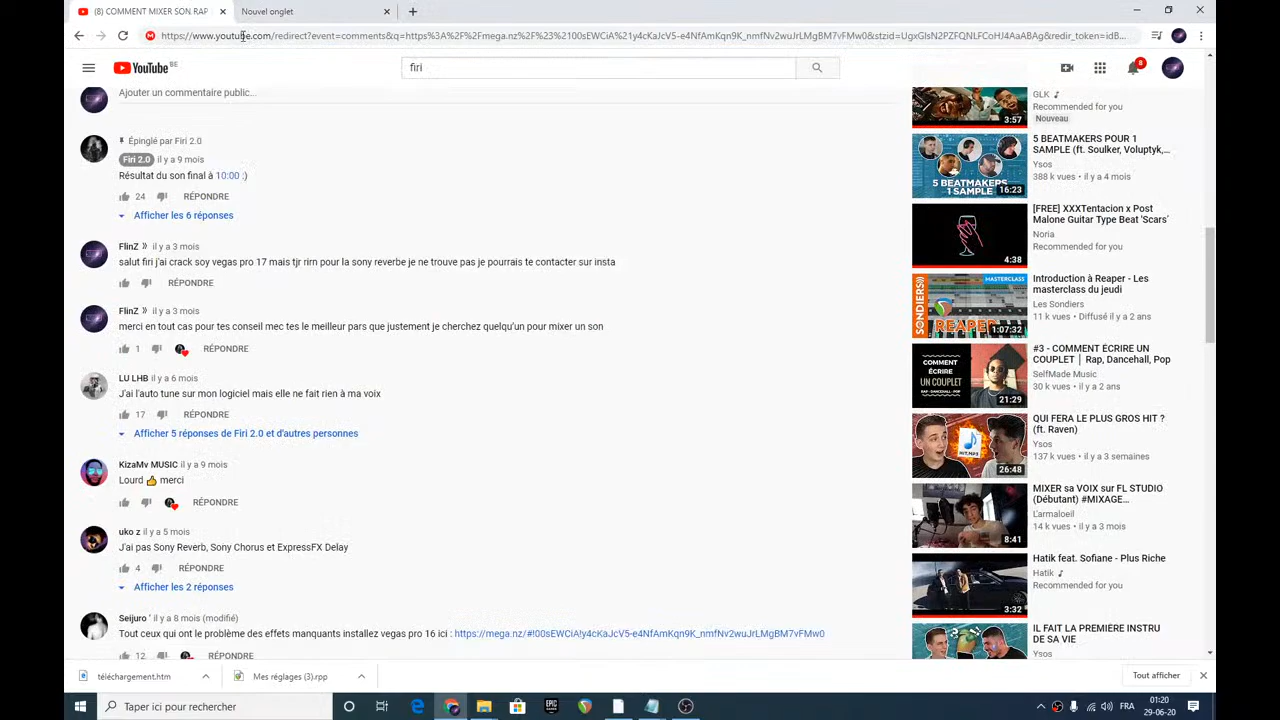 (8) COMMENT MIXER SON RAP
Nouvel onglet
https://www.youtube.com/redirect?event=comments&q=https%3A%2F%2Fmega.nz%2F%23%2100sEWCiA%21y4cKaJcV5-e4NfAmKqn9K_nmfNv2wuJrLMgBM7vFMw0&stzid=UgxGlsN2PZFQNLFCoHJ4AaABAg&redir_token=idB...
YouTube BE
firi
8
Ajouter un commentaire public...
Épinglé par Firi 2.0
Firi 2.0 il y a 9 mois
Résultat du son final à 10:00 :)
24 RÉPONDRE
Afficher les 6 réponses
FlinZ » il y a 3 mois
salut firi j'ai crack soy vegas pro 17 mais tjr rirn pour la sony reverbe je ne trouve pas je pourrais te contacter sur insta
RÉPONDRE
FlinZ » il y a 3 mois
merci en tout cas pour tes conseil mec tes le meilleur pars que justement je cherchez quelqu'un pour mixer un son
1 RÉPONDRE
LU LHB il y a 6 mois
J'ai l'auto tune sur mon logiciel mais elle ne fait rien à ma voix
17 RÉPONDRE
Afficher 5 réponses de Firi 2.0 et d'autres personnes
KizaMv MUSIC il y a 9 mois
Lourd 👍 merci
RÉPONDRE
uko z il y a 5 mois
J'ai pas Sony Reverb, Sony Chorus et ExpressFX Delay
4 RÉPONDRE
Afficher les 2 réponses
Seijuro ' il y a 8 mois (modifié)
Tout ceux qui ont le problème des effets manquants installez vegas pro 16 ici : https://mega.nz/#!00sEWCiA!y4cKaJcV5-e4NfAmKqn9K_nmfNv2wuJrLMgBM7vFMw0
12 RÉPONDRE
3:57
GLK
Recommended for you
Nouveau
5 BEATMAKERS
1 SAMPLE
16:23
5 BEATMAKERS POUR 1
SAMPLE (ft. Soulker, Voluptyk,...
Ysos
388 k vues • il y a 4 mois
4:38
[FREE] XXXTentacion x Post
Malone Guitar Type Beat 'Scars'
Noria
Recommended for you
MASTERCLASS
SONDIERS
REAPER
1:07:32
Introduction à Reaper - Les
masterclass du jeudi
Les Sondiers
11 k vues • Diffusé il y a 2 ans
COMMENT
ÉCRIRE
UN COUPLET
RAP - DANCEHALL - POP
21:29
#3 - COMMENT ÉCRIRE UN
COUPLET │ Rap, Dancehall, Pop
SelfMade Music
30 k vues • il y a 2 ans
HIT.MP3
26:48
QUI FERA LE PLUS GROS HIT ?
(ft. Raven)
Ysos
137 k vues • il y a 3 semaines
8:41
MIXER sa VOIX sur FL STUDIO
(Débutant) #MIXAGE...
L'armaloeil
14 k vues • il y a 3 mois
3:32
Hatik feat. Sofiane - Plus Riche
Hatik
Recommended for you
IL FAIT LA PREMIÈRE INSTRU
DE SA VIE
Ysos
téléchargement.htm
Mes réglages (3).rpp
Tout afficher
Taper ici pour rechercher
EPIC
FRA
01:20
29-06-20